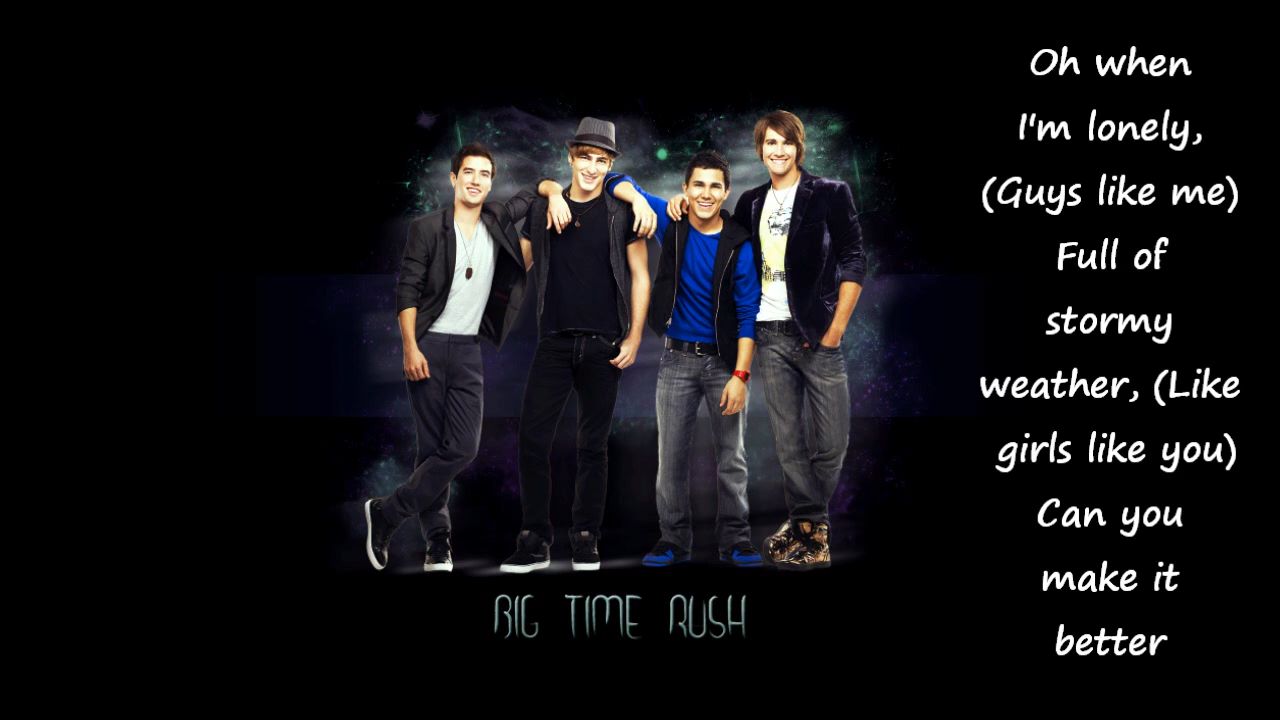 Oh when
I'm lonely,
(Guys like me)
Full of
stormy
weather, (Like
girls like you)
Can you
make it
better
BIG TIME RUSH